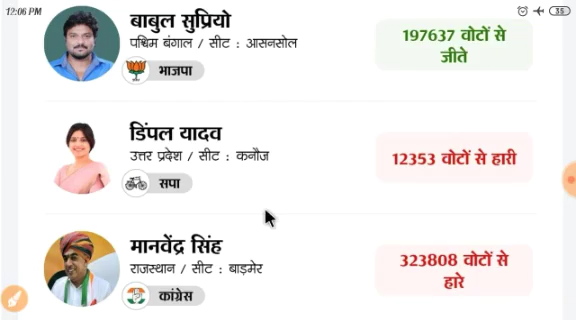 12:06 PM
35
बाबुल सुप्रियो
पश्चिम बंगाल / सीट : आसनसोल
भाजपा
197637 वोटों से
जीते
डिंपल यादव
उत्तर प्रदेश / सीट : कनौज
सपा
12353 वोटों से हारी
मानवेंद्र सिंह
राजस्थान / सीट : बाड़मेर
कांग्रेस
323808 वोटों से
हारे